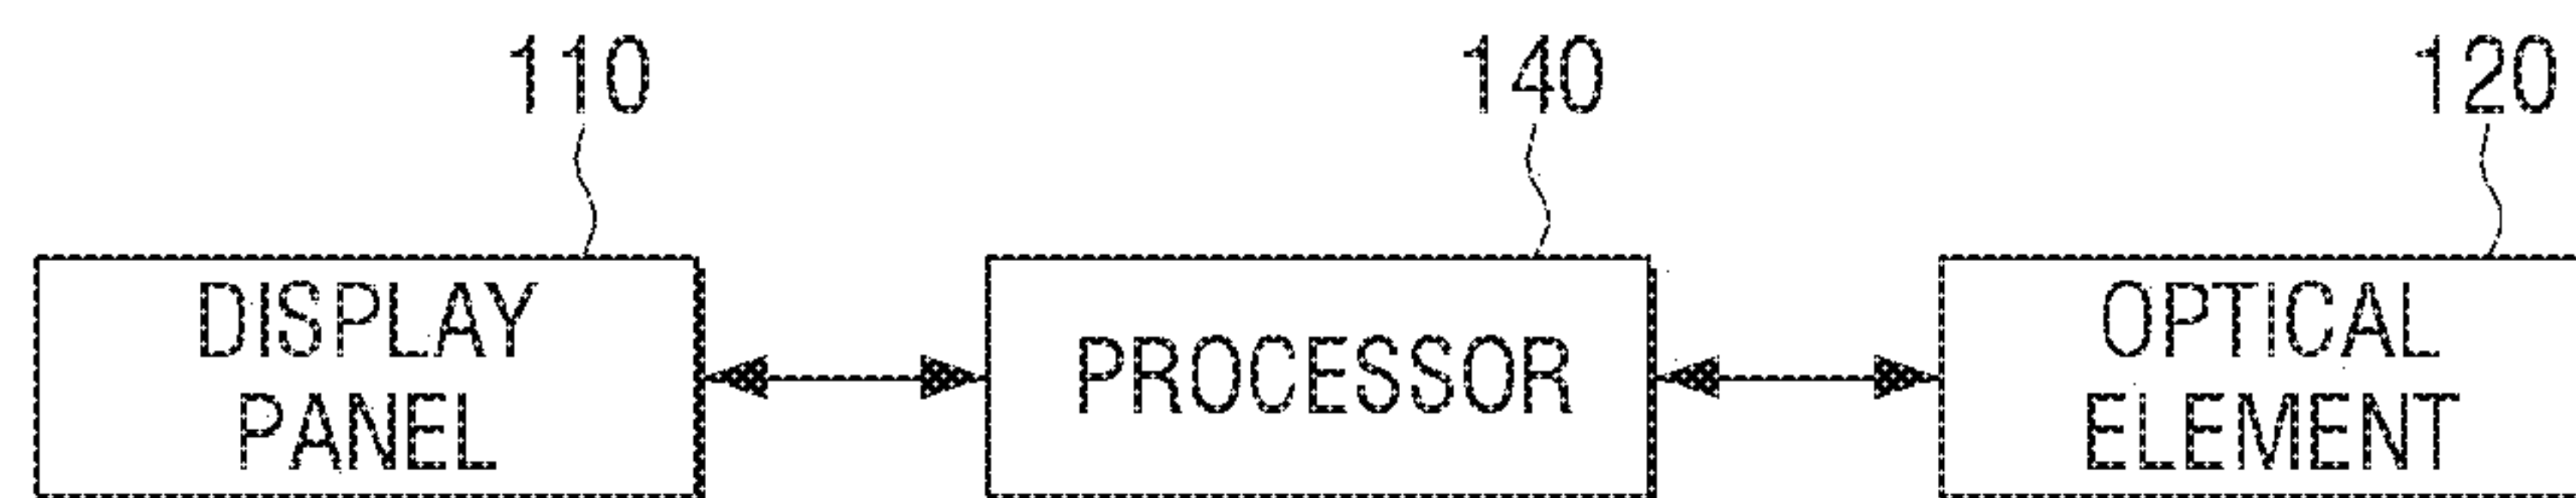 110
140
120
DISPLAY
PANEL
PROCESSOR
OPTICAL
ELEMENT